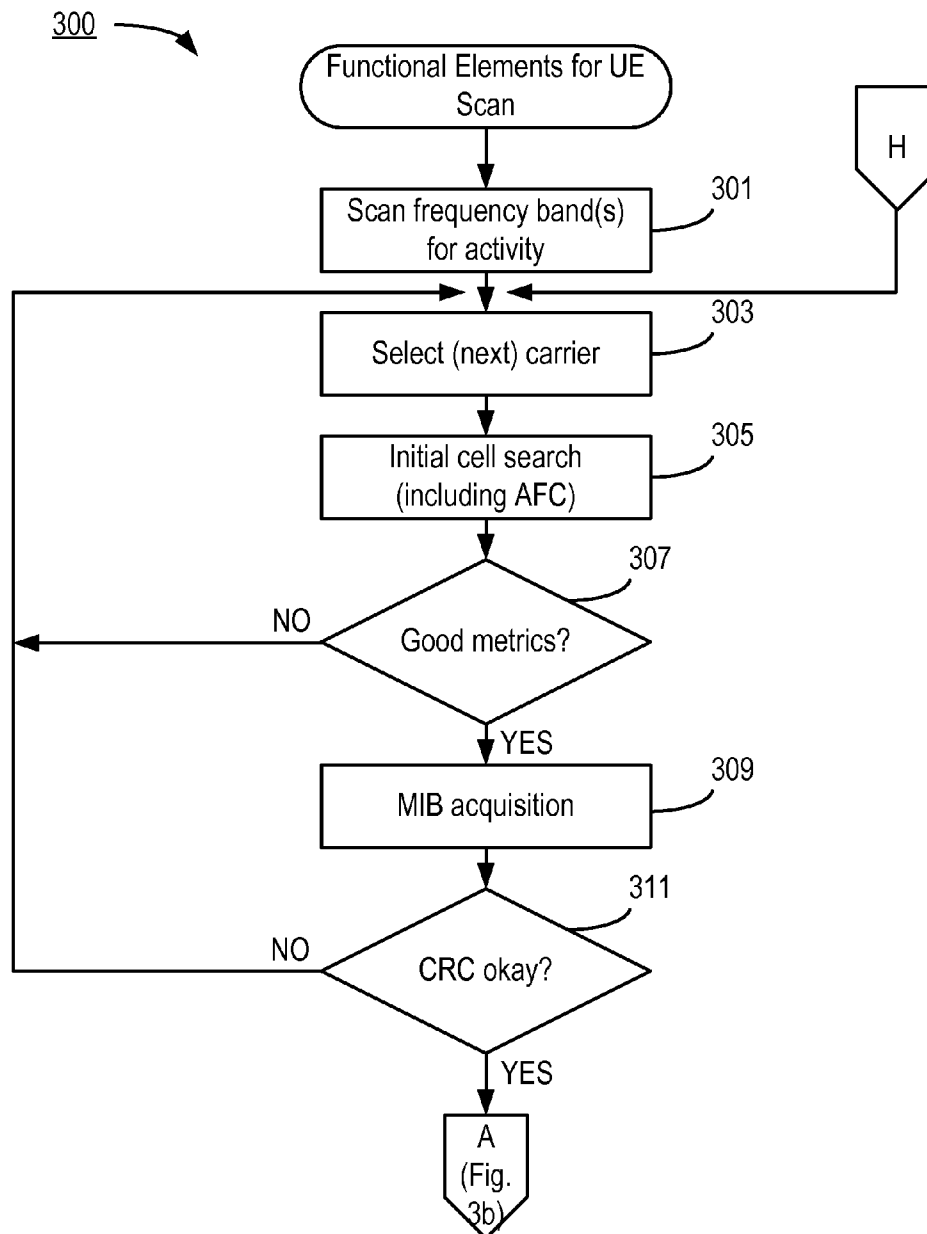 300
Functional Elements for UE
Scan
H
301
Scan frequency band(s)
for activity
303
Select (next) carrier
305
Initial cell search
(including AFC)
307
NO
Good metrics?
YES
309
MIB acquisition
311
NO
CRC okay?
YES
A
(Fig.
3b)